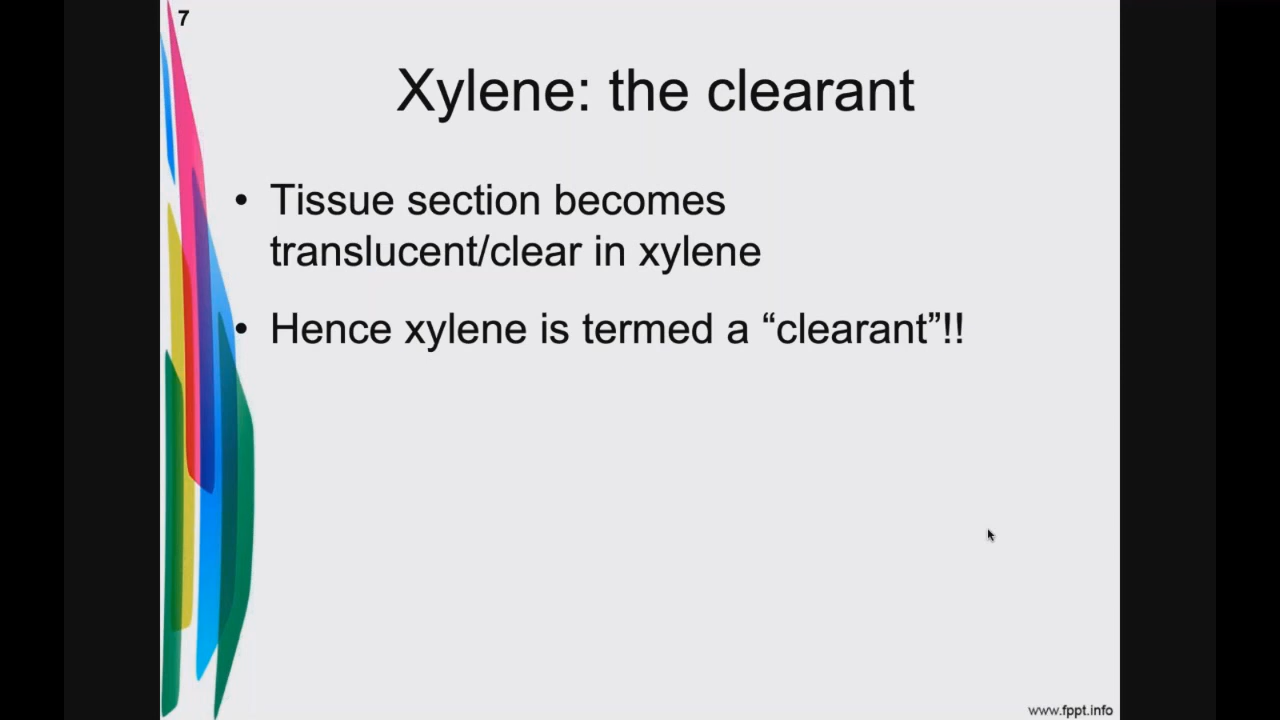 7
Xylene: the clearant
• Tissue section becomes
translucent/clear in xylene
• Hence xylene is termed a “clearant”!!
www.fppt.info